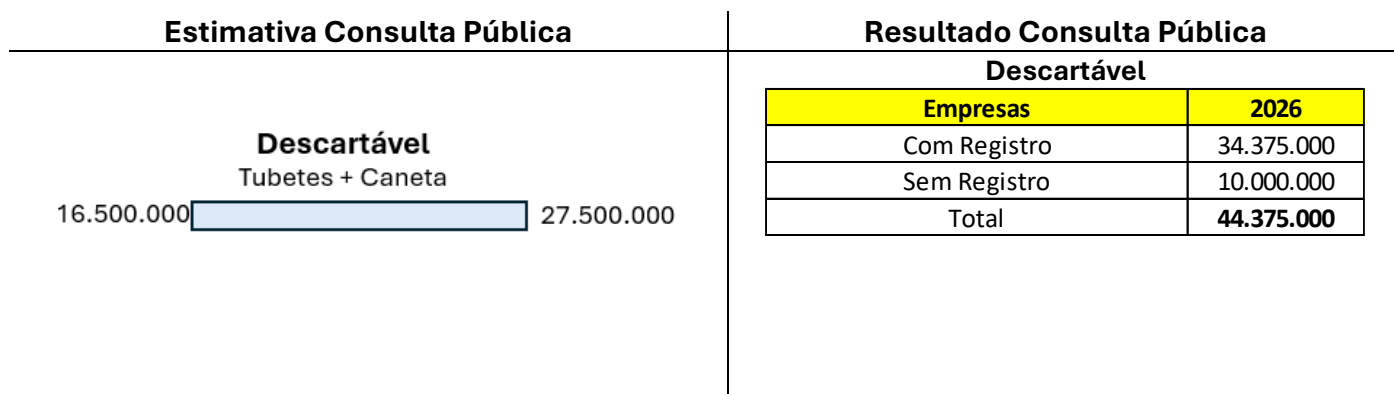 Estimativa Consulta Pública
Descartável
Tubetes + Caneta
16.500.000 27.500.000
Resultado Consulta Pública
Descartável
Empresas 2026
Com Registro 34.375.000
Sem Registro 10.000.000
Total 44.375.000